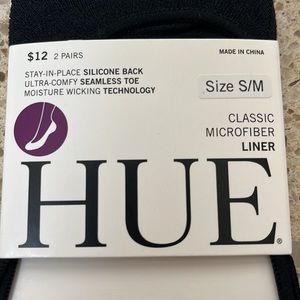 $12 2 PAIRS
MADE IN CHINA
STAY-IN-PLACE SILICONE BACK
ULTRA-COMFY SEAMLESS TOE
MOISTURE WICKING TECHNOLOGY
Size S/M
CLASSIC
MICROFIBER
LINER
HUE®